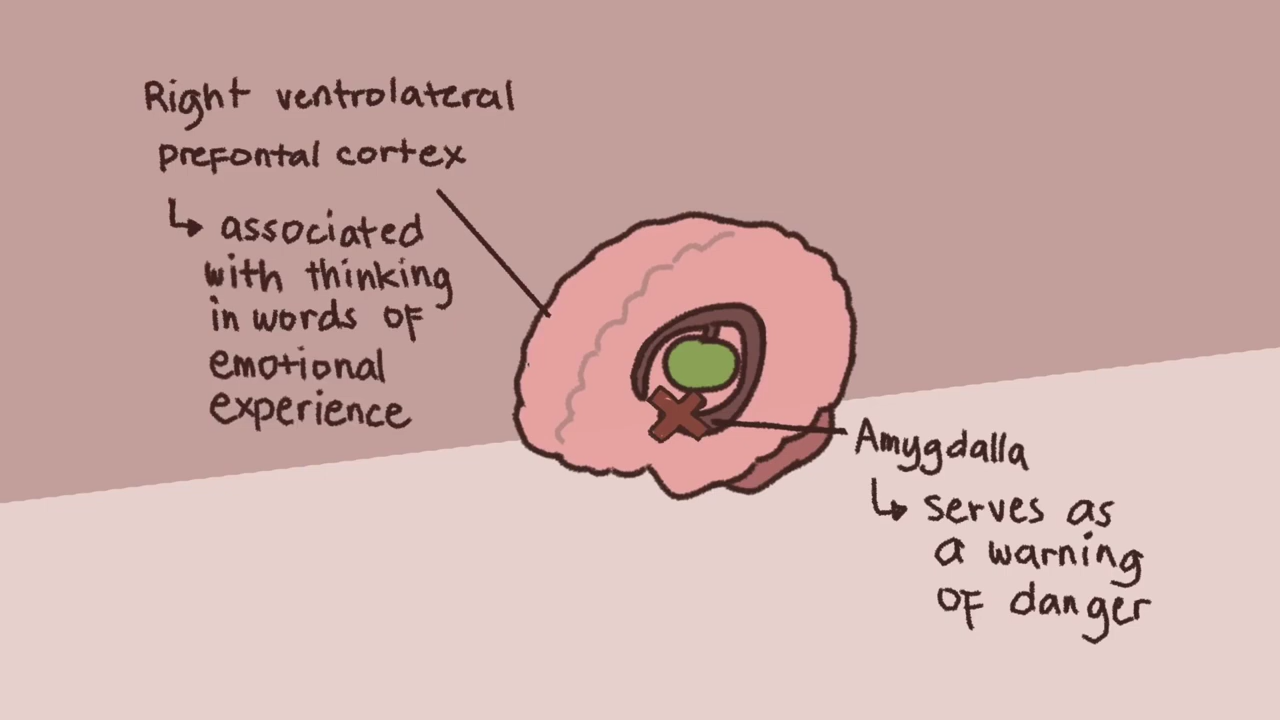 Right ventrolateral
prefontal cortex
↳ associated
with thinking
in words of
emotional
experience
Amygdalla
↳ serves as
a warning
of danger